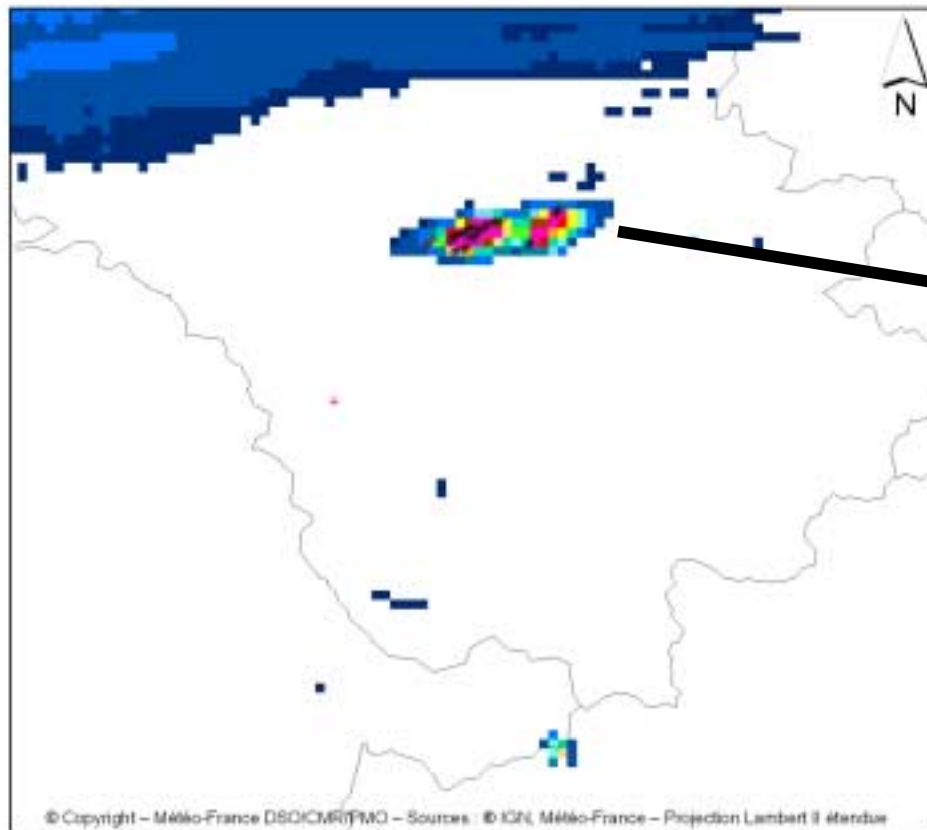 N
© Copyright – Météo-France DSO/CMR/PMO – Sources : © IGN, Météo-France – Projection Lambert II étendue